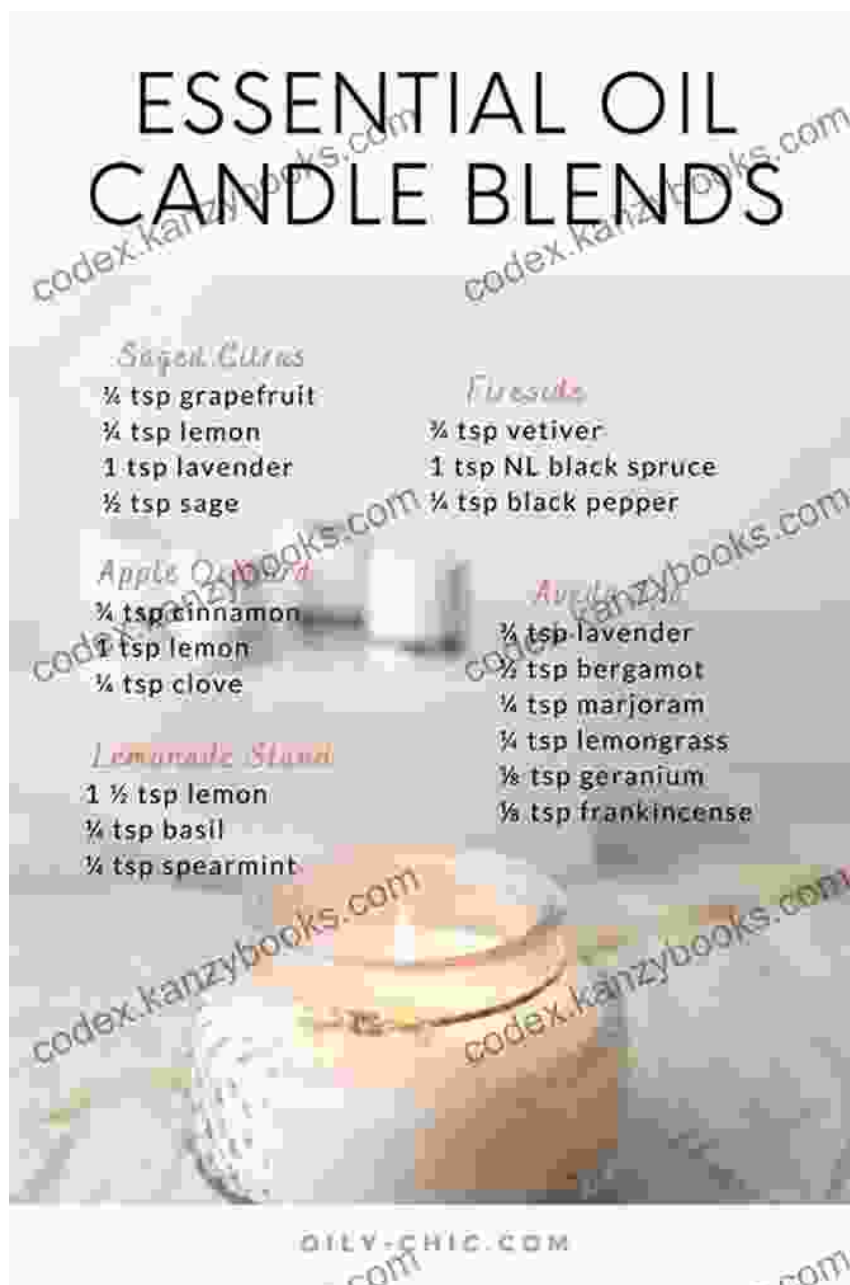 ESSENTIAL OIL
CANDLE BLENDS
Saged Citrus
¼ tsp grapefruit
¼ tsp lemon
1 tsp lavender
½ tsp sage
Fireside
¾ tsp vetiver
1 tsp NL black spruce
¼ tsp black pepper
Apple Orchard
¾ tsp cinnamon
1 tsp lemon
¼ tsp clove
¾ tsp lavender
½ tsp bergamot
¼ tsp marjoram
¼ tsp lemongrass
⅛ tsp geranium
⅛ tsp frankincense
Lemonade Stand
1 ½ tsp lemon
¼ tsp basil
¼ tsp spearmint
OILY-CHIC.COM
codex.kanzybooks.com
codex.kanzybooks.com
codex.kanzybooks.com
codex.kanzybooks.com
codex.kanzybooks.com
codex.kanzybooks.com